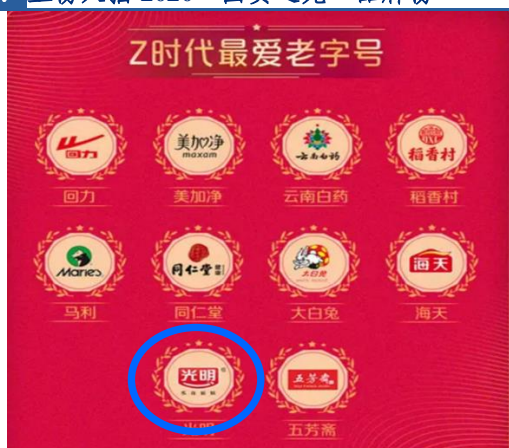 Z时代最爱老字号
回力
美加净
maxam
云南白药
稻香村
回力
美加净
云南白药
稻香村
Maries
同仁堂
大白兔
海天
马利
同仁堂
大白兔
海天
光明
五芳斋
光明
五芳斋